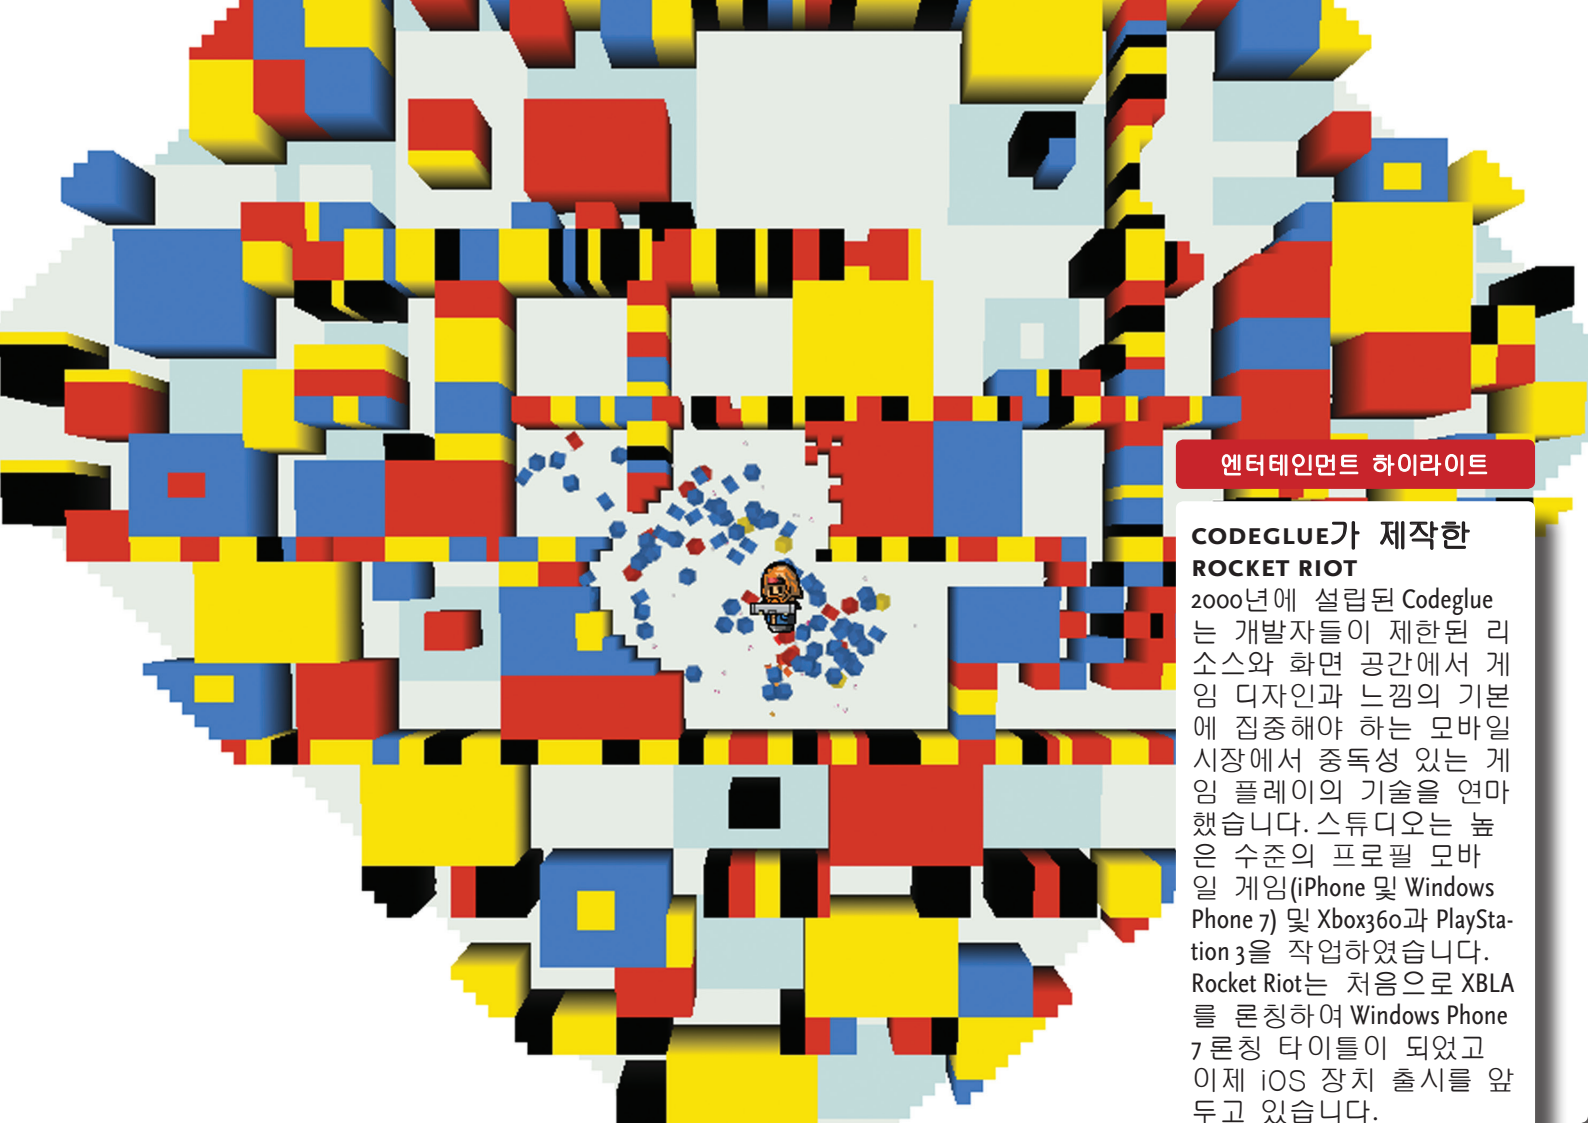 엔터테인먼트 하이라이트
CODEGLUE가 제작한
ROCKET RIOT
2000년에 설립된 Codeglue
는 개발자들이 제한된 리
소스와 화면 공간에서 게
임 디자인과 느낌의 기본
에 집중해야 하는 모바일
시장에서 중독성 있는 게
임 플레이의 기술을 연마
했습니다. 스튜디오는 높
은 수준의 프로필 모바
일 게임(iPhone 및 Windows
Phone 7) 및 Xbox360과 PlaySta-
tion 3을 작업하였습니다.
Rocket Riot는 처음으로 XBLA
를 론칭하여 Windows Phone
7 론칭 타이틀이 되었고
이제 iOS 장치 출시를 앞
두고 있습니다.